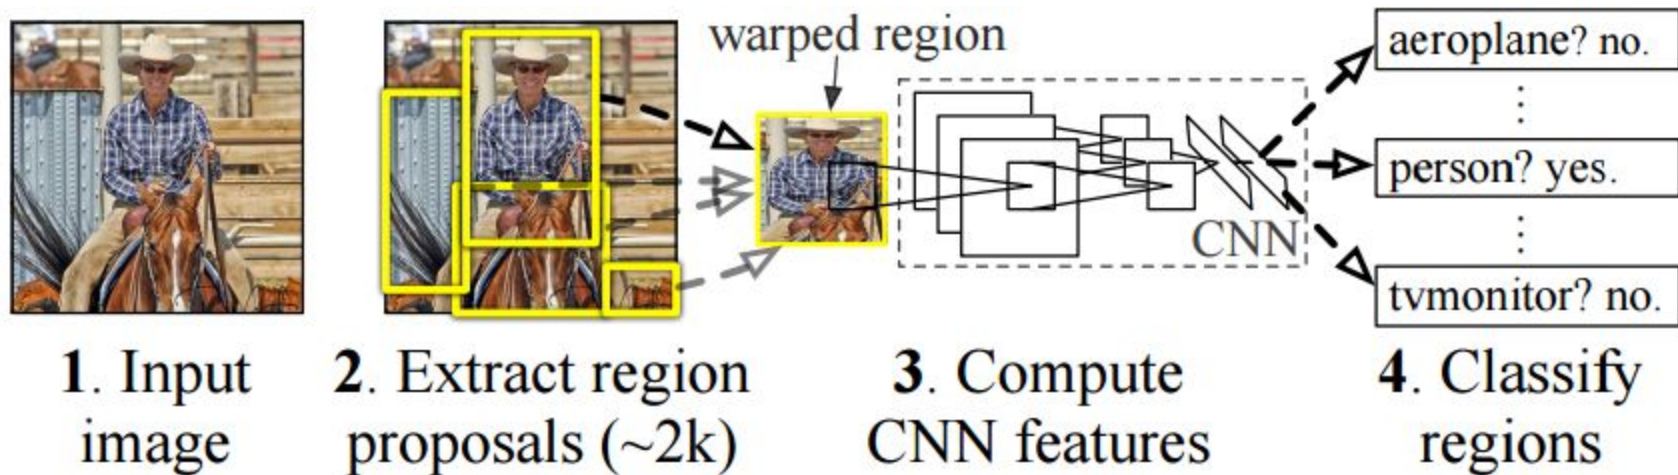 warped region
aeroplane? no.
person? yes.
tvmonitor? no.
CNN
1. Input
image
2. Extract region
proposals (~2k)
3. Compute
CNN features
4. Classify
regions